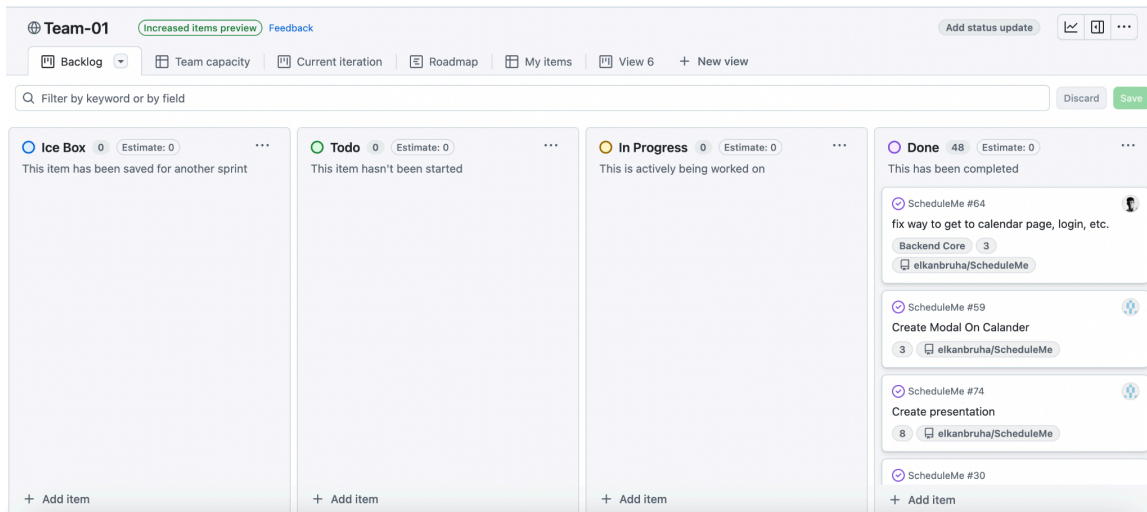 Team-01 Increased items preview Feedback Add status update
Backlog Team capacity Current iteration Roadmap My items View 6 + New view
Filter by keyword or by field Discard Save
Ice Box 0 Estimate: 0
This item has been saved for another sprint
+ Add item
Todo 0 Estimate: 0
This item hasn't been started
+ Add item
In Progress 0 Estimate: 0
This is actively being worked on
+ Add item
Done 48 Estimate: 0
This has been completed
ScheduleMe #64
fix way to get to calendar page, login, etc.
Backend Core 3
elkanbruha/ScheduleMe
ScheduleMe #59
Create Modal On Calander
3 elkanbruha/ScheduleMe
ScheduleMe #74
Create presentation
8 elkanbruha/ScheduleMe
ScheduleMe #30
+ Add item